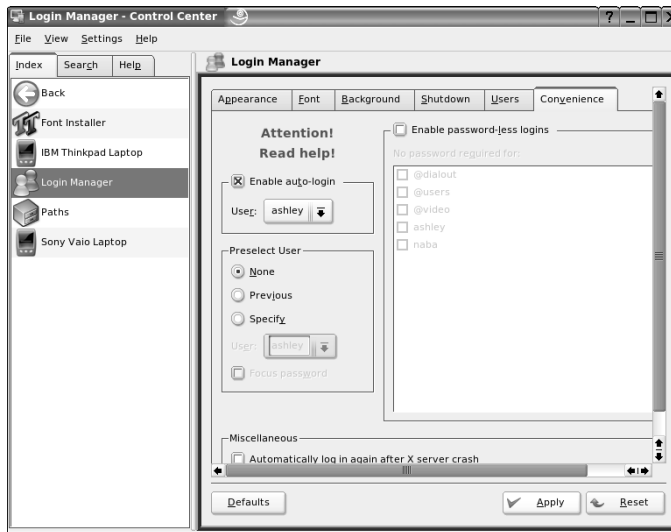 Login Manager - Control Center
File View Settings Help
Index Search Help
Back
Font Installer
IBM Thinkpad Laptop
Login Manager
Paths
Sony Vaio Laptop
Login Manager
Appearance Font Background Shutdown Users Convenience
Attention!
Read help!
Enable auto-login
User: ashley
Preselect User
None
Previous
Specify
User: ashley
Focus password
Enable password-less logins
No password required for:
@dialout
@users
@video
ashley
naba
Miscellaneous
Automatically log in again after X server crash
Defaults Apply Reset